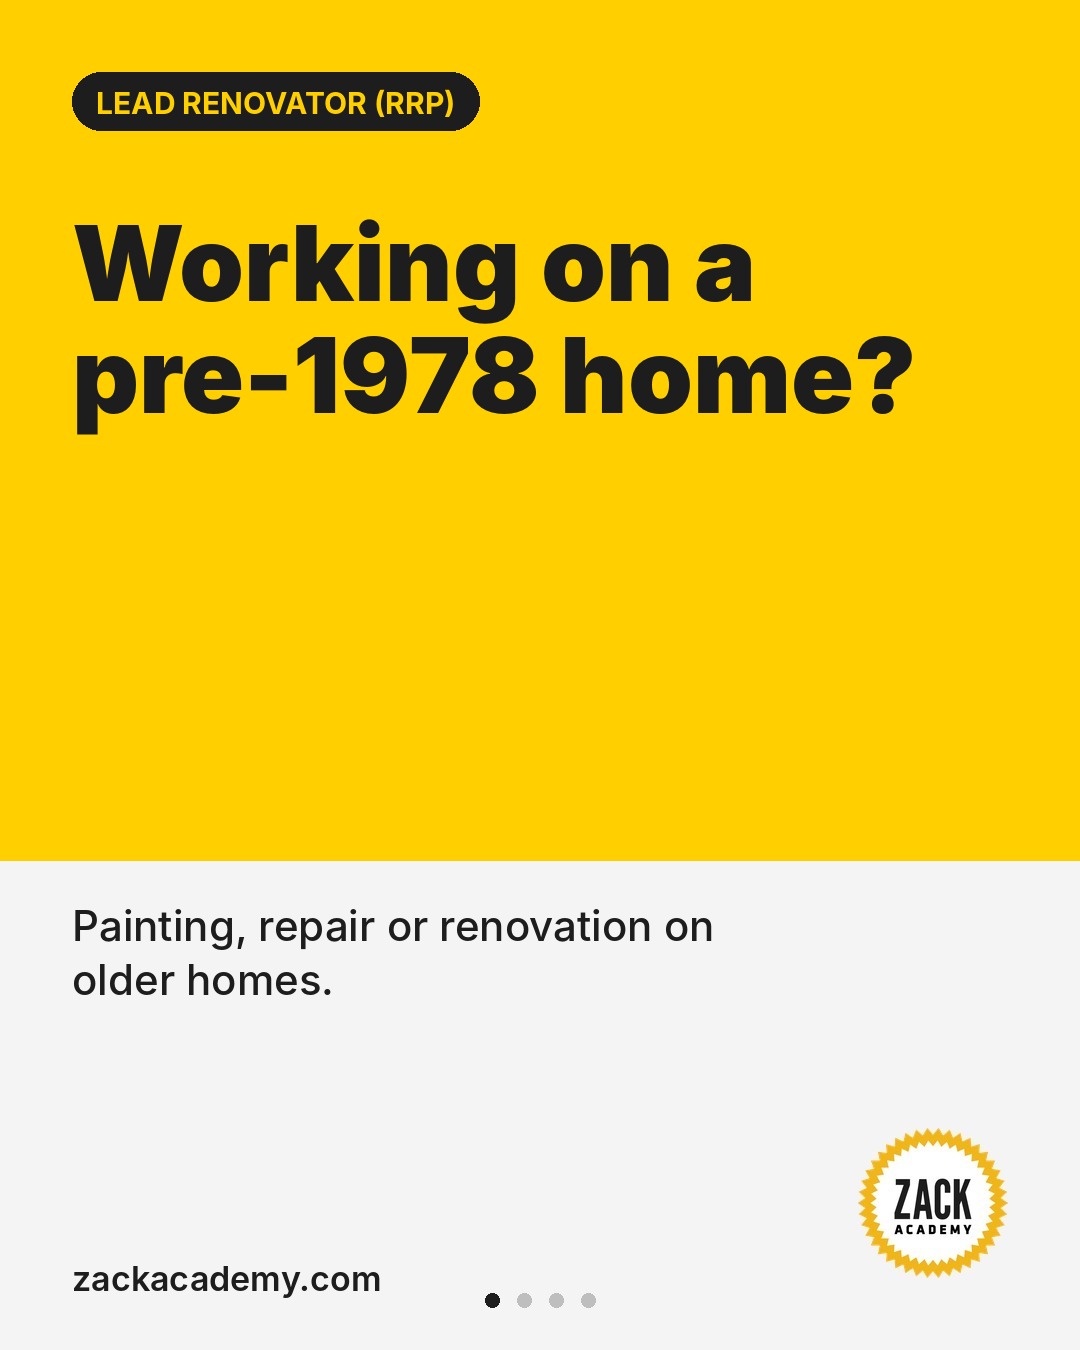 LEAD RENOVATOR (RRP)
Working on a
pre-1978 home?
Painting, repair or renovation on
older homes.
ZACK
ACADEMY
zackacademy.com